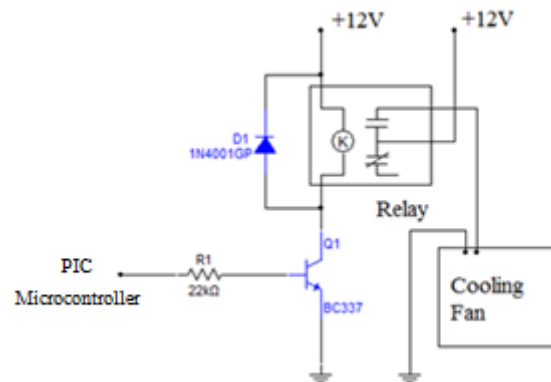 +12V
+12V
D1
1N4001GP
K
Relay
Q1
PIC
Microcontroller
R1
22kΩ
BC337
Cooling
Fan